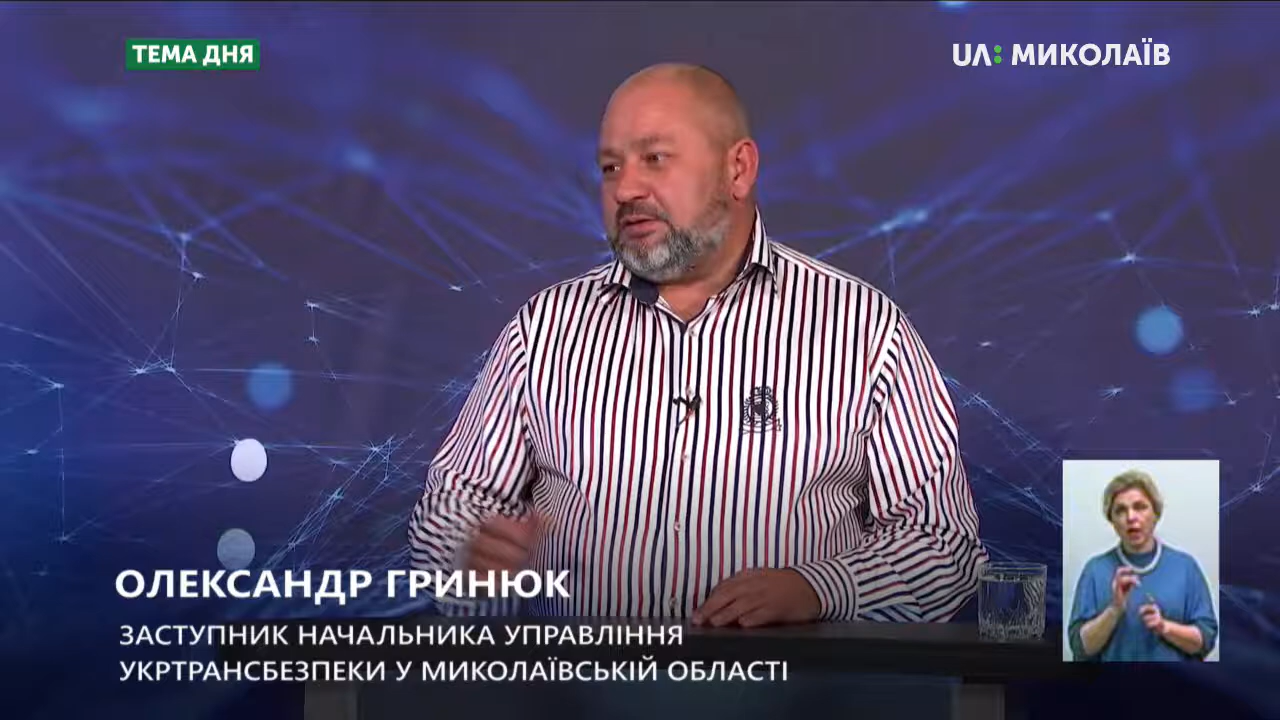 ТЕМА ДНЯ
UA: МИКОЛАЇВ
ОЛЕКСАНДР ГРИНЮК
ЗАСТУПНИК НАЧАЛЬНИКА УПРАВЛІННЯ
УКРТРАНСБЕЗПЕКИ У МИКОЛАЇВСЬКІЙ ОБЛАСТІ